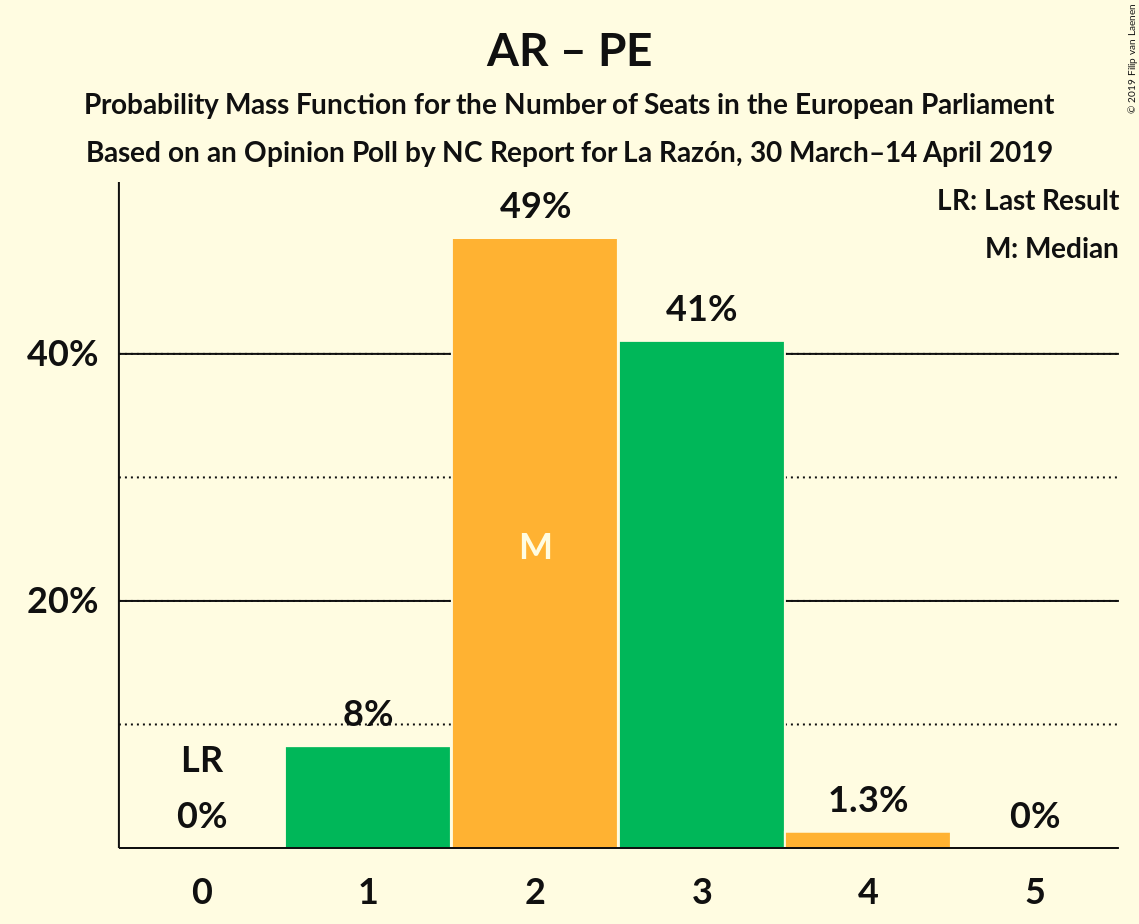 AR – PE
Probability Mass Function for the Number of Seats in the European Parliament
Based on an Opinion Poll by NC Report for La Razón, 30 March–14 April 2019
© 2019 Filip van Laenen
LR: Last Result
M: Median
49%
41%
40%
M
20%
8%
LR
0%
1.3%
0%
0 1 2 3 4 5